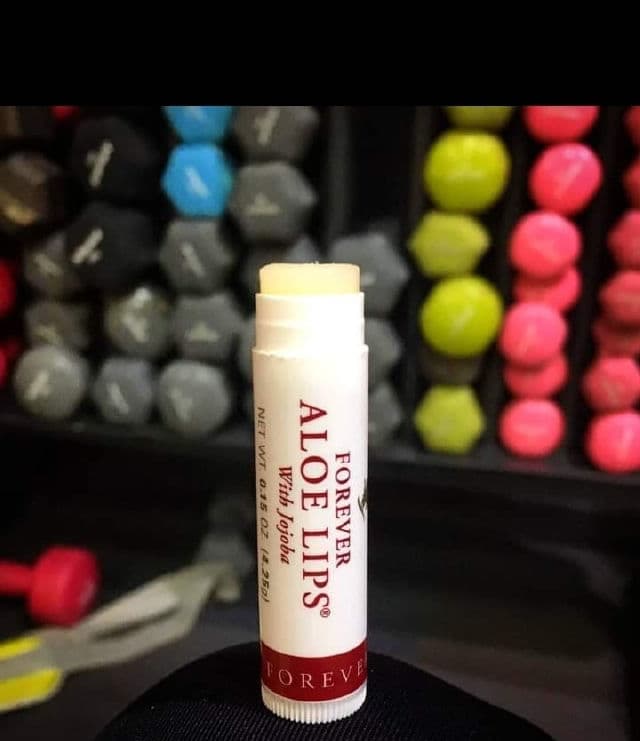 FOREVER
ALOE LIPS®
With Jojoba
NET WT. 0.15 OZ. (4.25g)
FOREVE